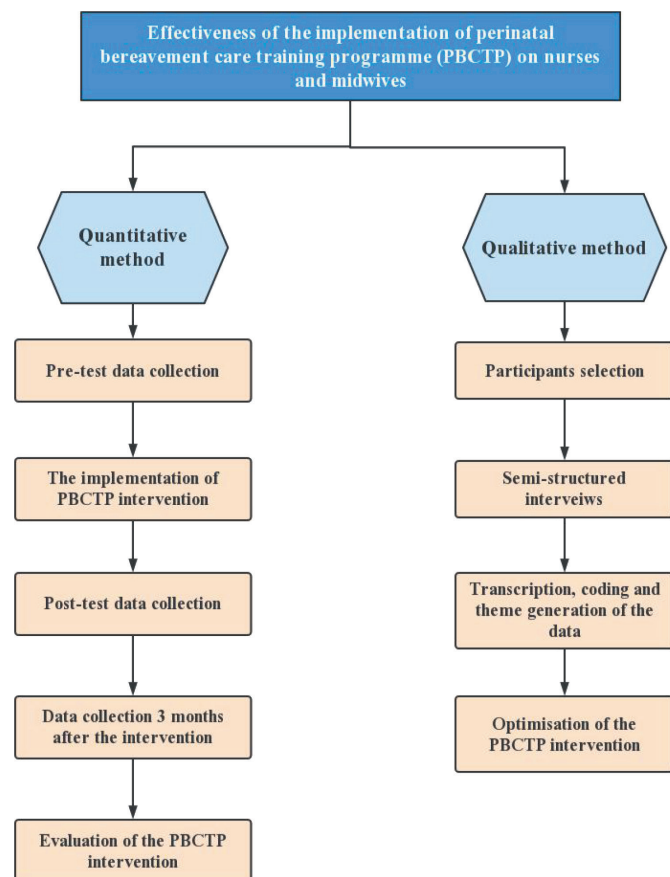 Effectiveness of the implementation of perinatal
bereavement care training programme (PBCTP) on nurses
and midwives
Quantitative
method
Pre-test data collection
The implementation of
PBCTP intervention
Post-test data collection
Data collection 3 months
after the intervention
Evaluation of the PBCTP
intervention
Qualitative method
Participants selection
Semi-structured
interveiws
Transcription, coding and
theme generation of the
data
Optimisation of the
PBCTP intervention